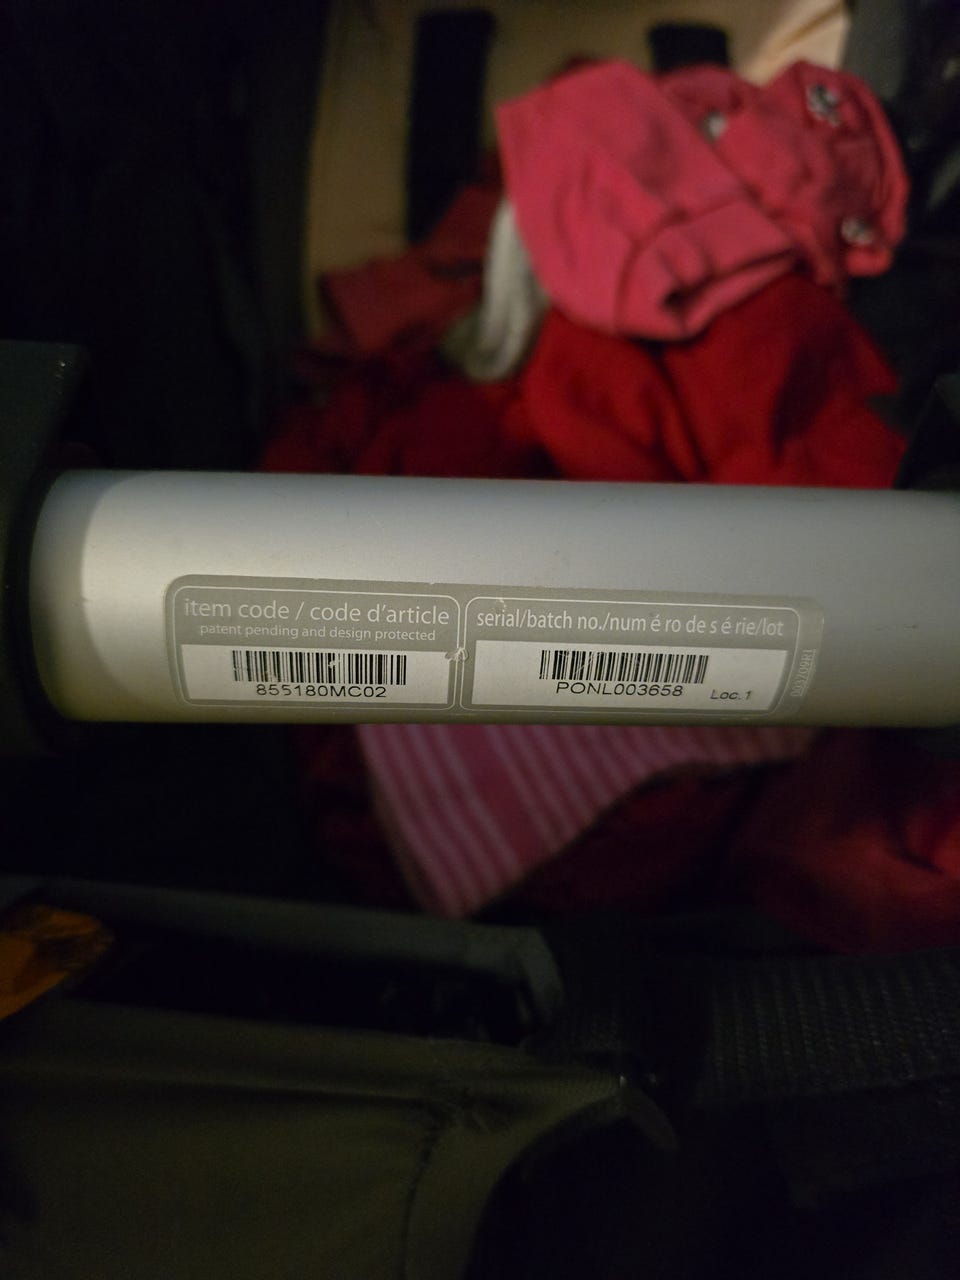 item code / code d'article
patent pending and design protected
855180MC02
serial/batch no./num é ro de s é rie/lot
PONL003658 Loc.1